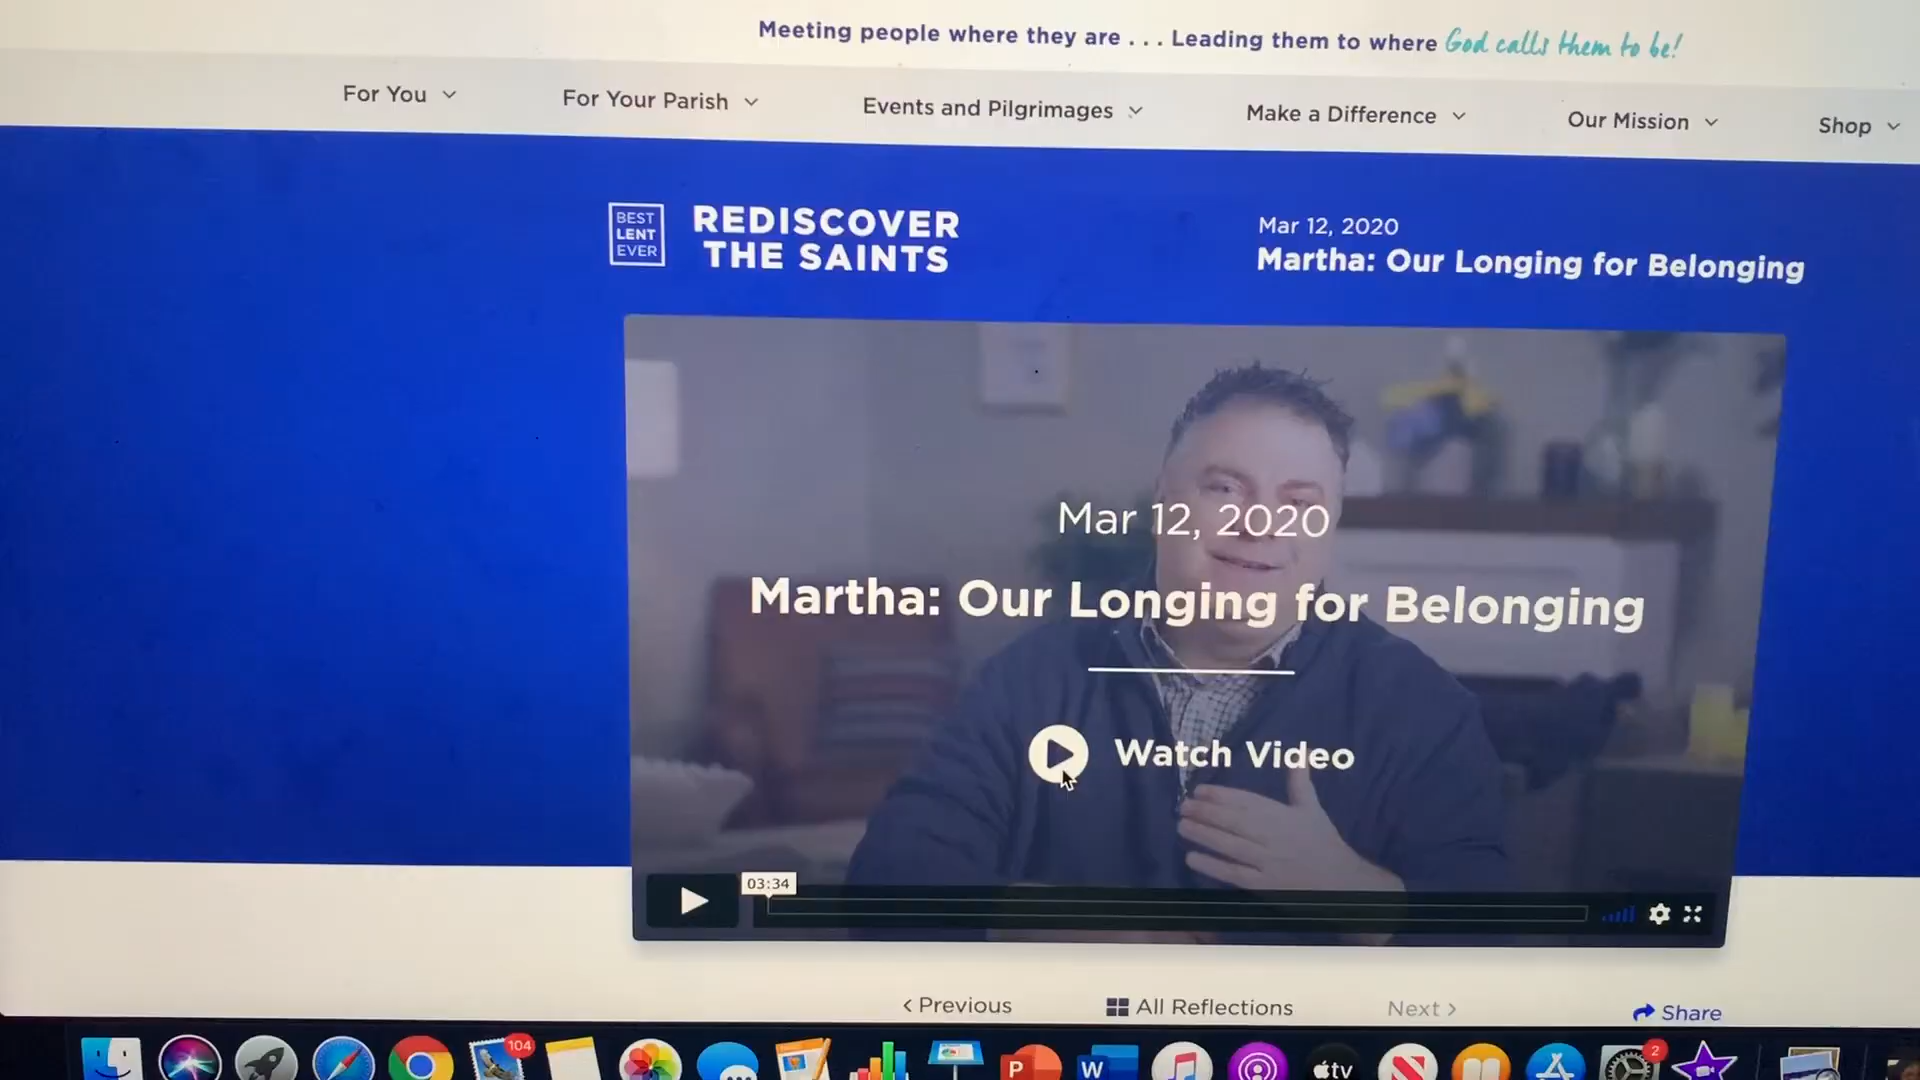 Meeting people where they are . . . Leading them to where God calls them to be!
For You
For Your Parish
Events and Pilgrimages
Make a Difference
Our Mission
Shop
BEST
LENT
EVER
REDISCOVER
THE SAINTS
Mar 12, 2020
Martha: Our Longing for Belonging
Mar 12, 2020
Martha: Our Longing for Belonging
Watch Video
03:34
< Previous
All Reflections
Next >
Share
104
P
W
tv
2